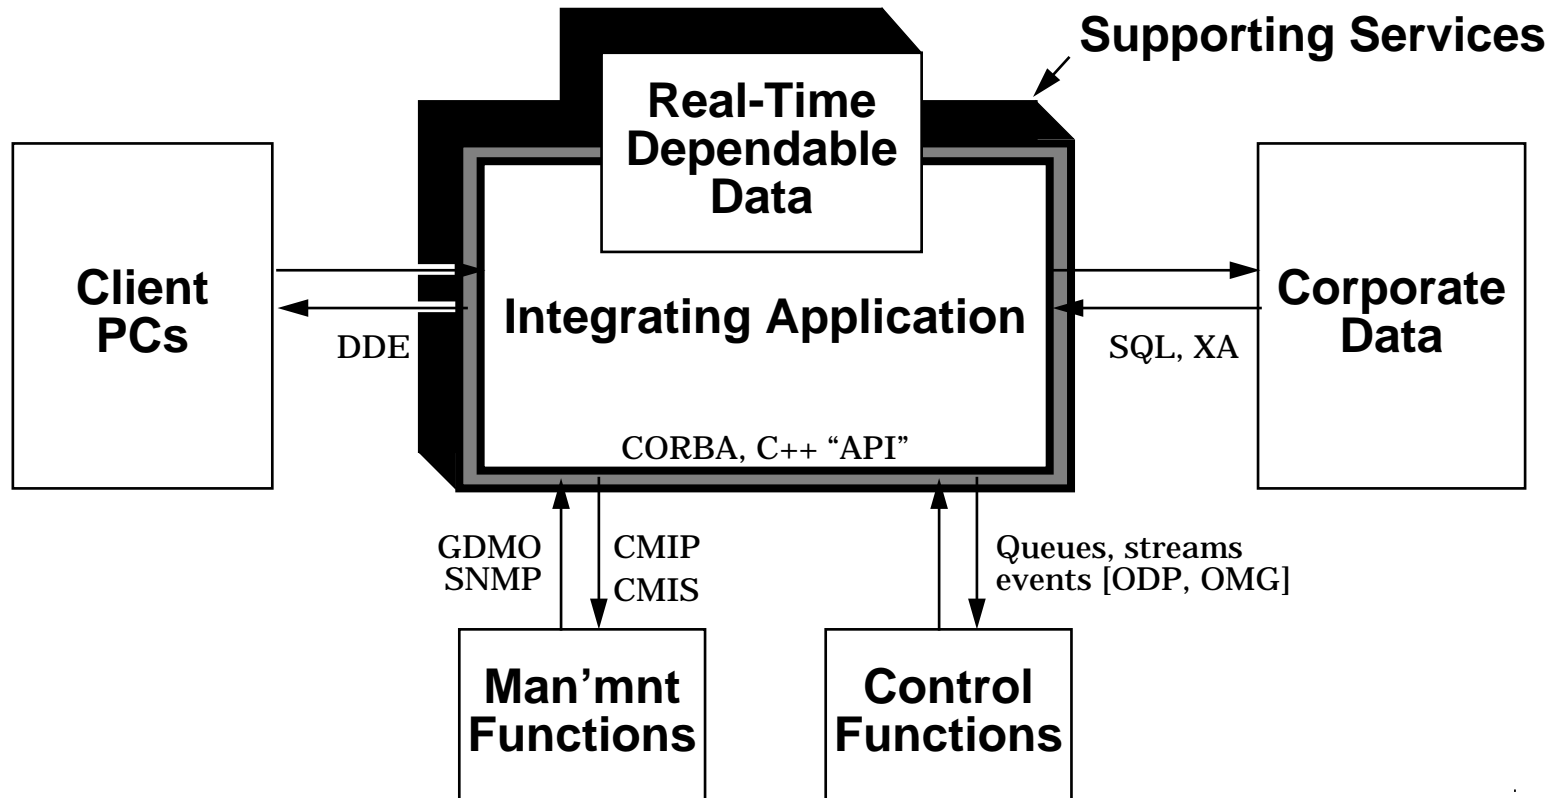 Supporting Services
Real-Time
Dependable
Data
Client
PCs
Integrating Application
Corporate
Data
DDE
SQL, XA
CORBA, C++ “API”
GDMO
SNMP
CMIP
CMIS
Queues, streams
events [ODP, OMG]
Man’mnt
Functions
Control
Functions